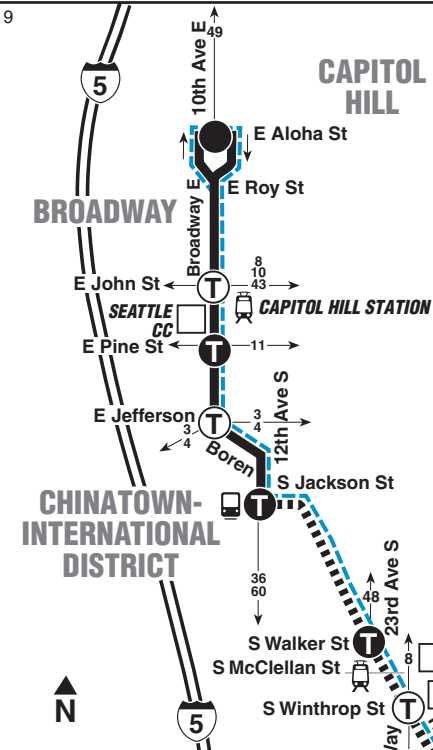 9
49
10th Ave E
5
CAPITOL
HILL
E Aloha St
E Roy St
BROADWAY
Broadway E
8
10
43
E John St
T
SEATTLE
CC
CAPITOL HILL STATION
E Pine St
T
11
12th Ave S
E Jefferson
T
3
4
3
4
Boren
S Jackson St
T
CHINATOWN-
INTERNATIONAL
DISTRICT
36
60
48
23rd Ave S
S Walker St
T
8
S McClellan St
S Winthrop St
T
N
5